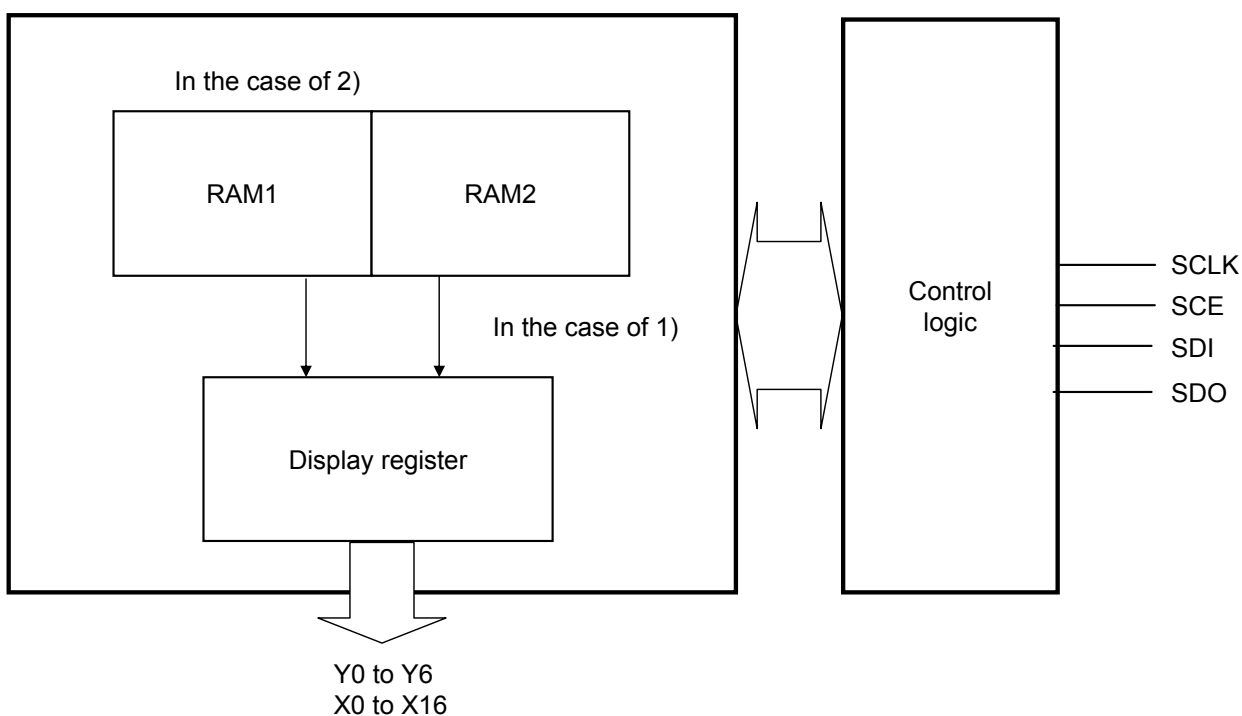 In the case of 2)
RAM1
RAM2
In the case of 1)
Display register
Y0 to Y6
X0 to X16
Control
logic
SCLK
SCE
SDI
SDO